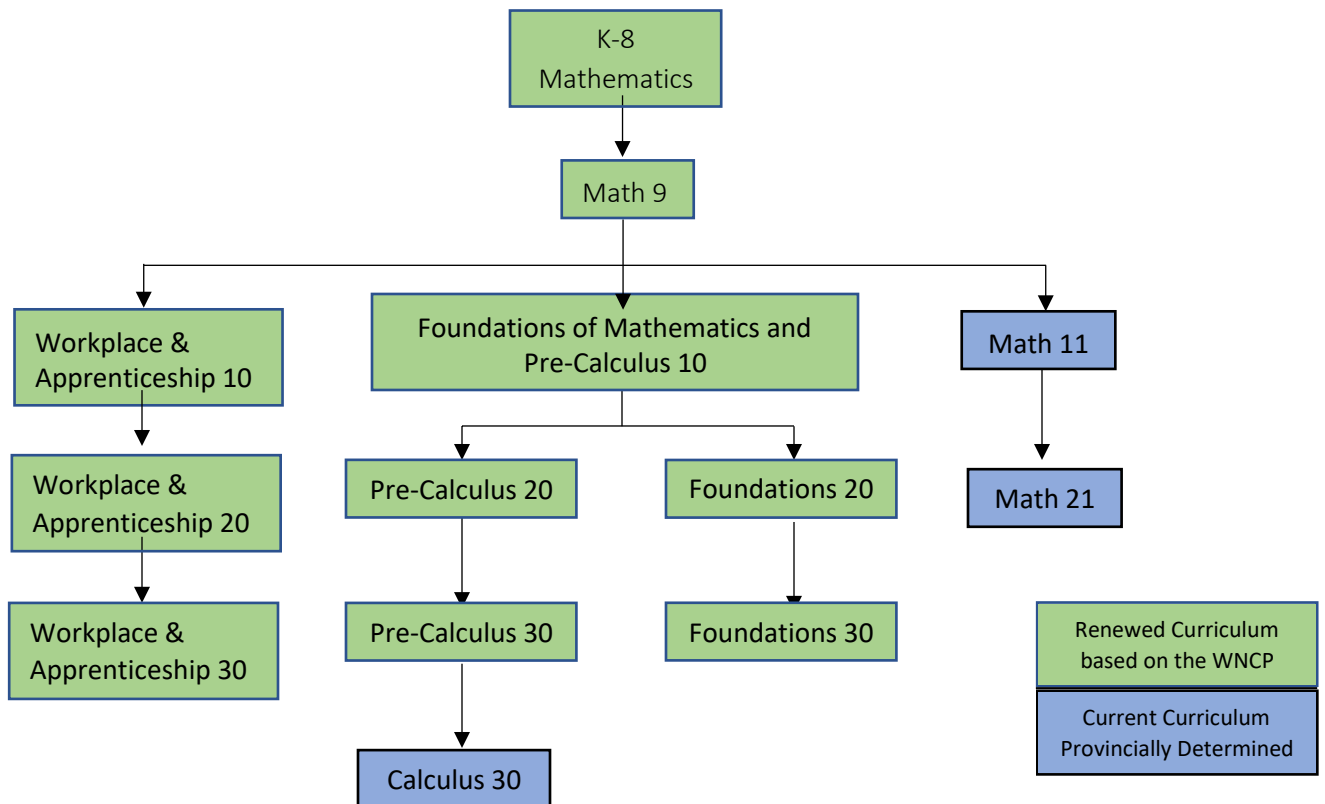 K-8
Mathematics
Math 9
Workplace &
Apprenticeship 10
Foundations of Mathematics and
Pre-Calculus 10
Math 11
Workplace &
Apprenticeship 20
Pre-Calculus 20
Foundations 20
Math 21
Workplace &
Apprenticeship 30
Pre-Calculus 30
Foundations 30
Calculus 30
Renewed Curriculum
based on the WNCP
Current Curriculum
Provincially Determined